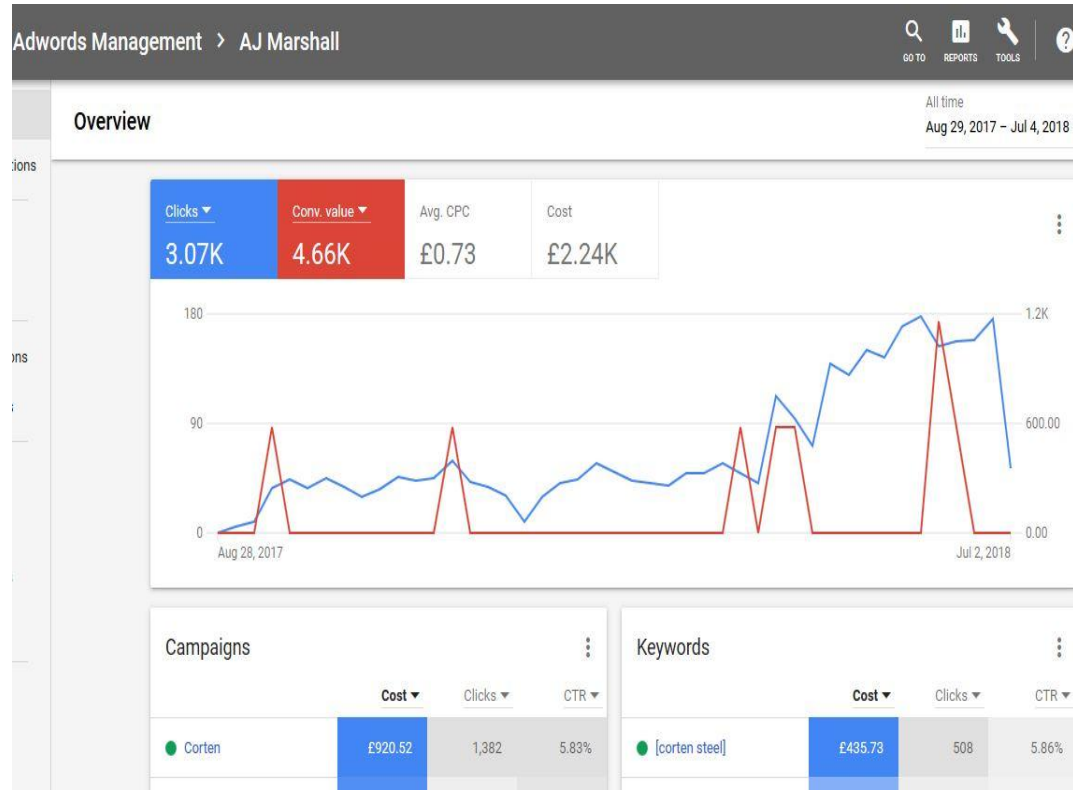 Adwords Management > AJ Marshall
GO TO REPORTS TOOLS ?
Overview
All time
Aug 29, 2017 – Jul 4, 2018
Clicks Conv. value Avg. CPC Cost
3.07K 4.66K £0.73 £2.24K
180 1.2K
90 600.00
0 0.00
Aug 28, 2017 Jul 2, 2018
Campaigns
Cost Clicks CTR
Corten £920.52 1,382 5.83%
Keywords
Cost Clicks CTR
[corten steel] £435.73 508 5.86%